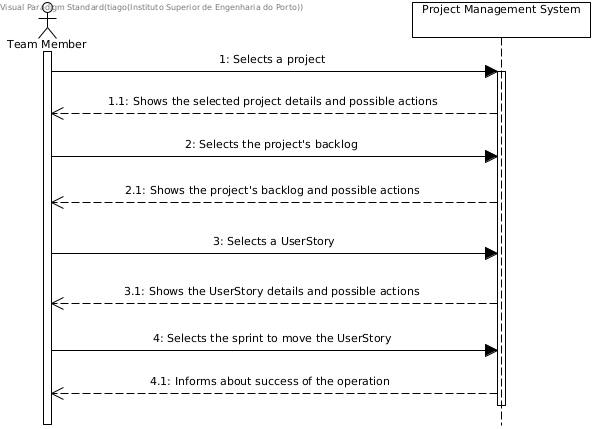 Visual Paradigm Standard(tiago(Instituto Superior de Engenharia do Porto))
Project Management System
Team Member
1: Selects a project
1.1: Shows the selected project details and possible actions
2: Selects the project's backlog
2.1: Shows the project's backlog and possible actions
3: Selects a UserStory
3.1: Shows the UserStory details and possible actions
4: Selects the sprint to move the UserStory
4.1: Informs about success of the operation